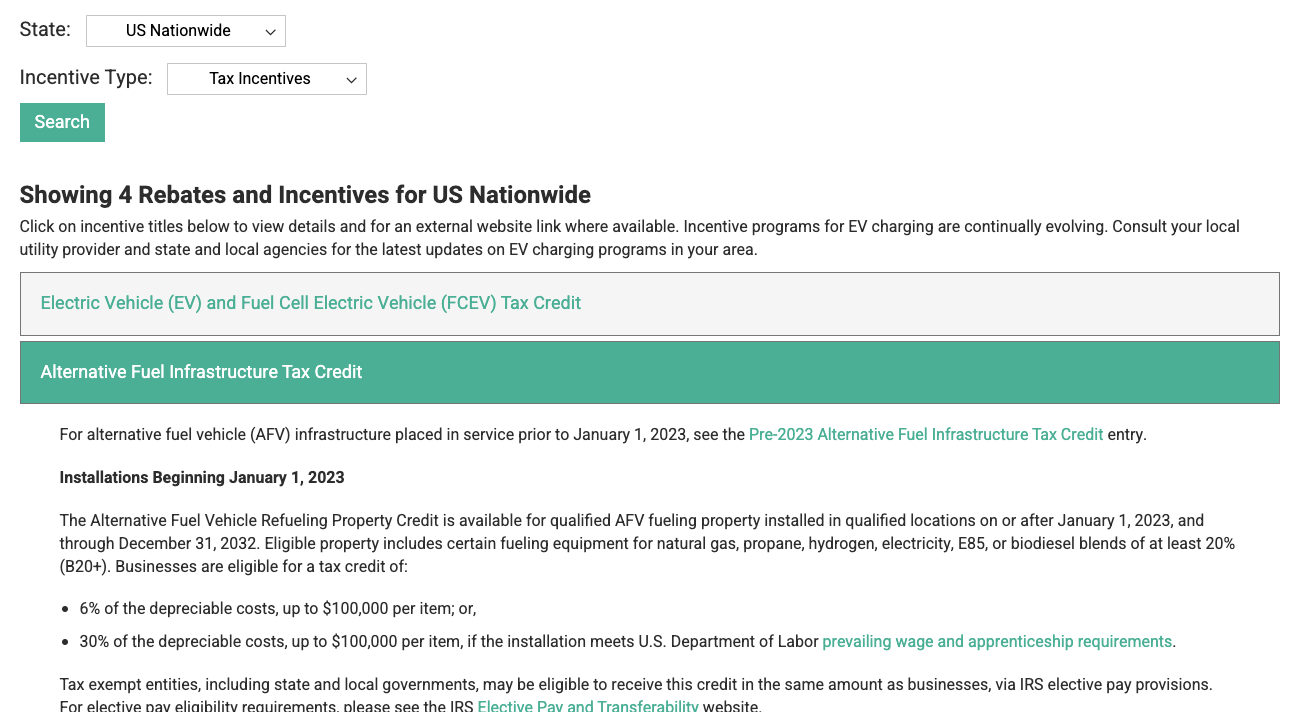 State: US Nationwide
Incentive Type: Tax Incentives
Search
Showing 4 Rebates and Incentives for US Nationwide
Click on incentive titles below to view details and for an external website link where available. Incentive programs for EV charging are continually evolving. Consult your local
utility provider and state and local agencies for the latest updates on EV charging programs in your area.
Electric Vehicle (EV) and Fuel Cell Electric Vehicle (FCEV) Tax Credit
Alternative Fuel Infrastructure Tax Credit
For alternative fuel vehicle (AFV) infrastructure placed in service prior to January 1, 2023, see the Pre-2023 Alternative Fuel Infrastructure Tax Credit entry.
Installations Beginning January 1, 2023
The Alternative Fuel Vehicle Refueling Property Credit is available for qualified AFV fueling property installed in qualified locations on or after January 1, 2023, and
through December 31, 2032. Eligible property includes certain fueling equipment for natural gas, propane, hydrogen, electricity, E85, or biodiesel blends of at least 20%
(B20+). Businesses are eligible for a tax credit of:
• 6% of the depreciable costs, up to $100,000 per item; or,
• 30% of the depreciable costs, up to $100,000 per item, if the installation meets U.S. Department of Labor prevailing wage and apprenticeship requirements.
Tax exempt entities, including state and local governments, may be eligible to receive this credit in the same amount as businesses, via IRS elective pay provisions.
For elective pay eligibility requirements, please see the IRS Elective Pay and Transferability website.